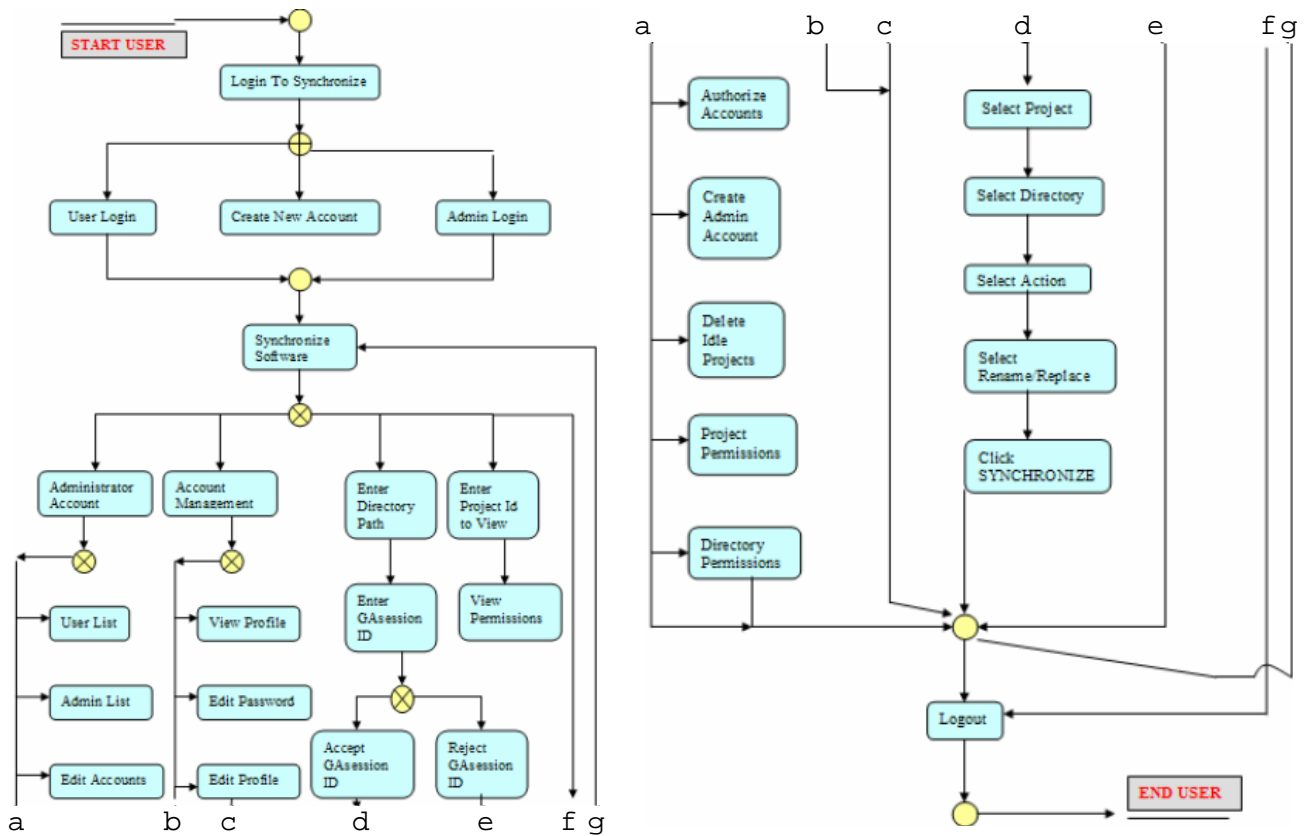 START USER
Login To Synchronize
User Login
Create New Account
Admin Login
Synchronize
Software
Administrator
Account
Account
Management
Enter
Directory
Path
Enter
Project Id
to View
User List
View Profile
Enter
GAsession
ID
View
Permissions
Admin List
Edit Password
Edit Accounts
Edit Profile
Accept
GAsession
ID
Reject
GAsession
ID
a b c d e f g
a b c d e f g
Authorize
Accounts
Create
Admin
Account
Delete
Idle
Projects
Project
Permissions
Directory
Permissions
Select Project
Select Directory
Select Action
Select
Rename/Replace
Click
SYNCHRONIZE
Logout
END USER